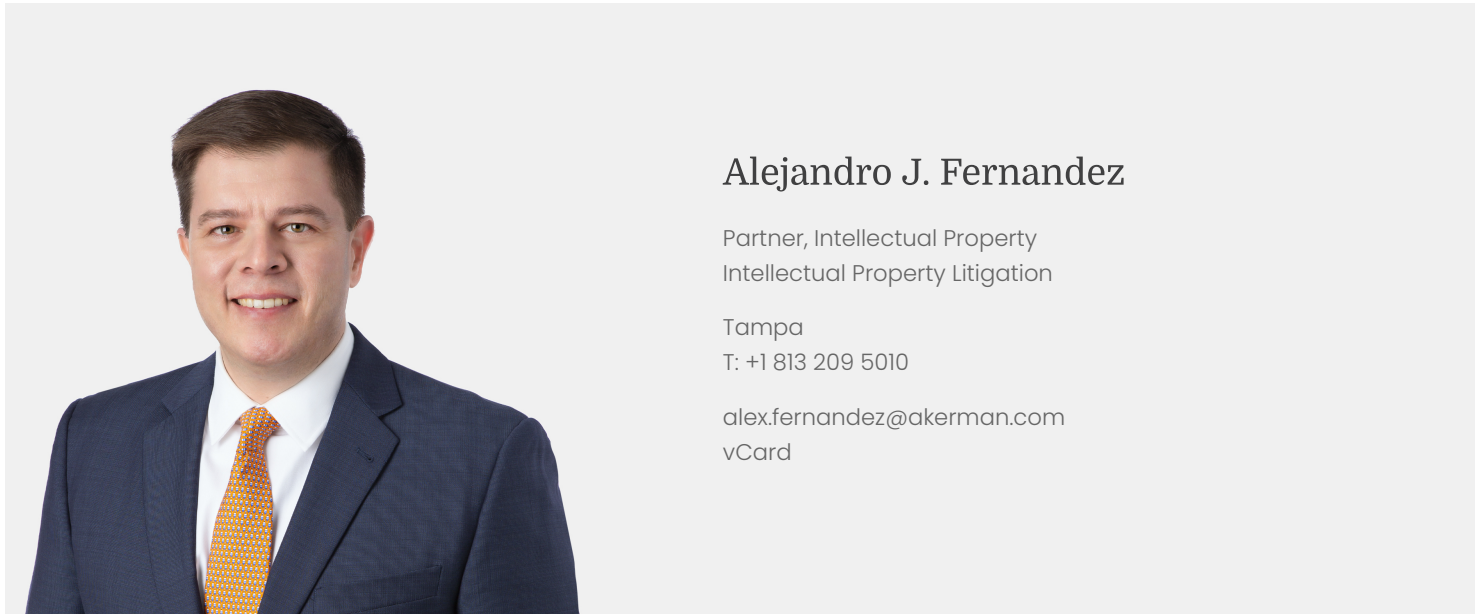 Alejandro J. Fernandez
Partner, Intellectual Property
Intellectual Property Litigation
Tampa
T: +1 813 209 5010
alex.fernandez@akerman.com
vCard